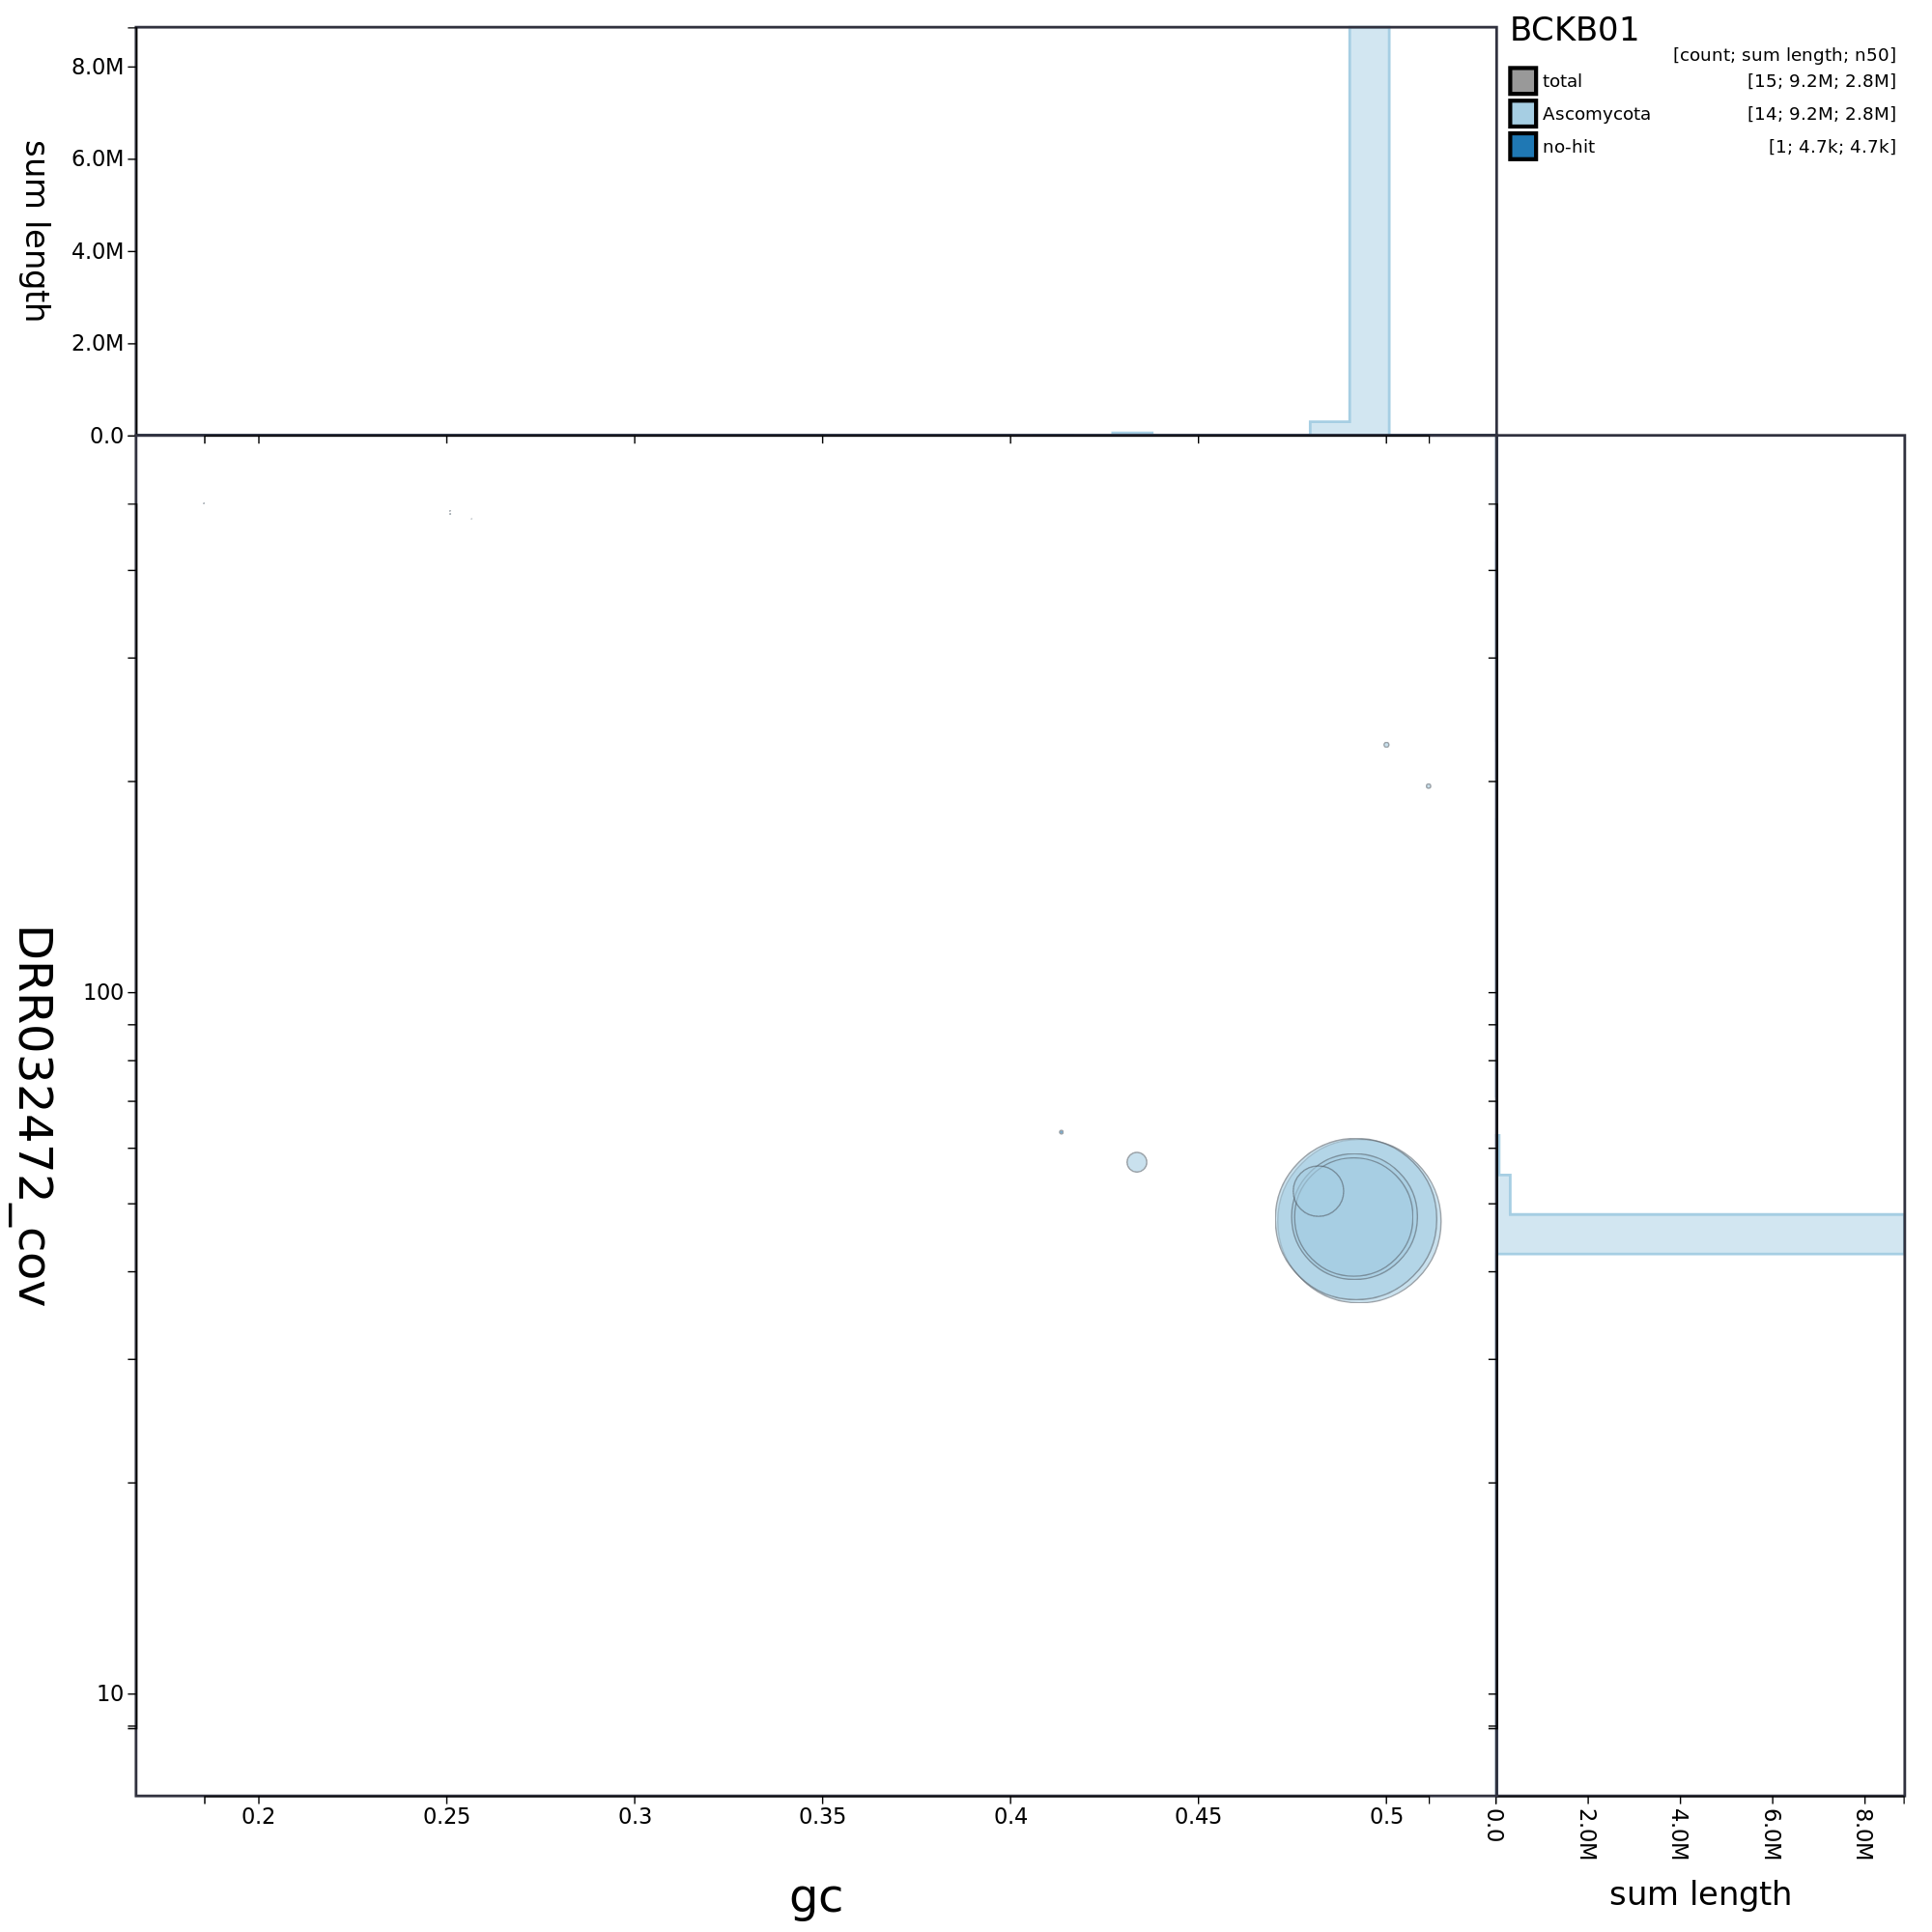 BCKB01
[count; sum length; n50]
total [15; 9.2M; 2.8M]
Ascomycota [14; 9.2M; 2.8M]
no-hit [1; 4.7k; 4.7k]
8.0M
6.0M
4.0M
2.0M
0.0
sum length
100
10
DRR032472_cov
0.2 0.25 0.3 0.35 0.4 0.45 0.5
gc
0.0 2.0M 4.0M 6.0M 8.0M
sum length